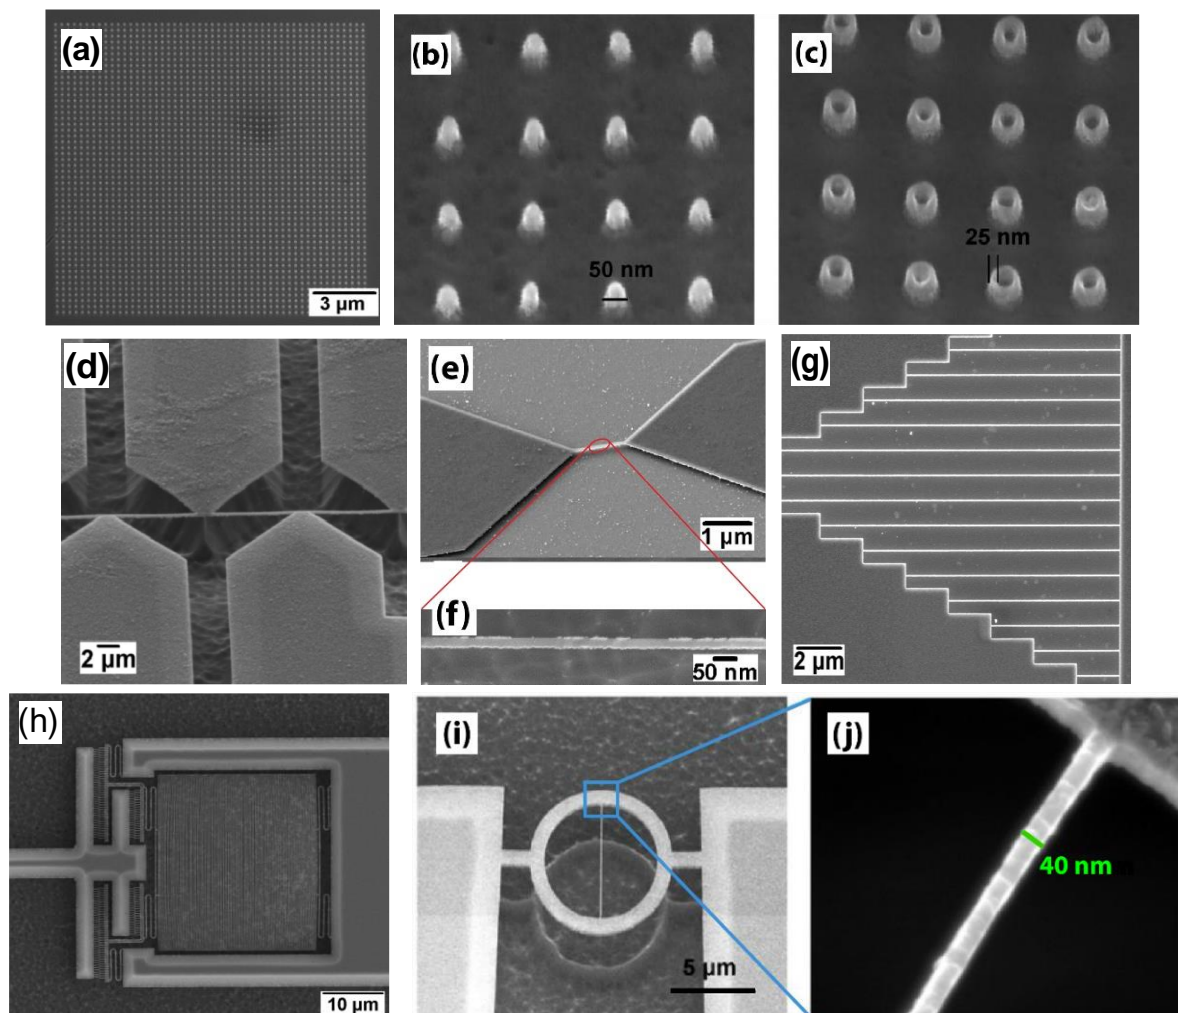 (a)
3 µm
(b)
50 nm
(c)
25 nm
(d)
2 µm
(e)
1 µm
(f)
50 nm
(g)
2 µm
(h)
10 µm
(i)
5 µm
(j)
40 nm